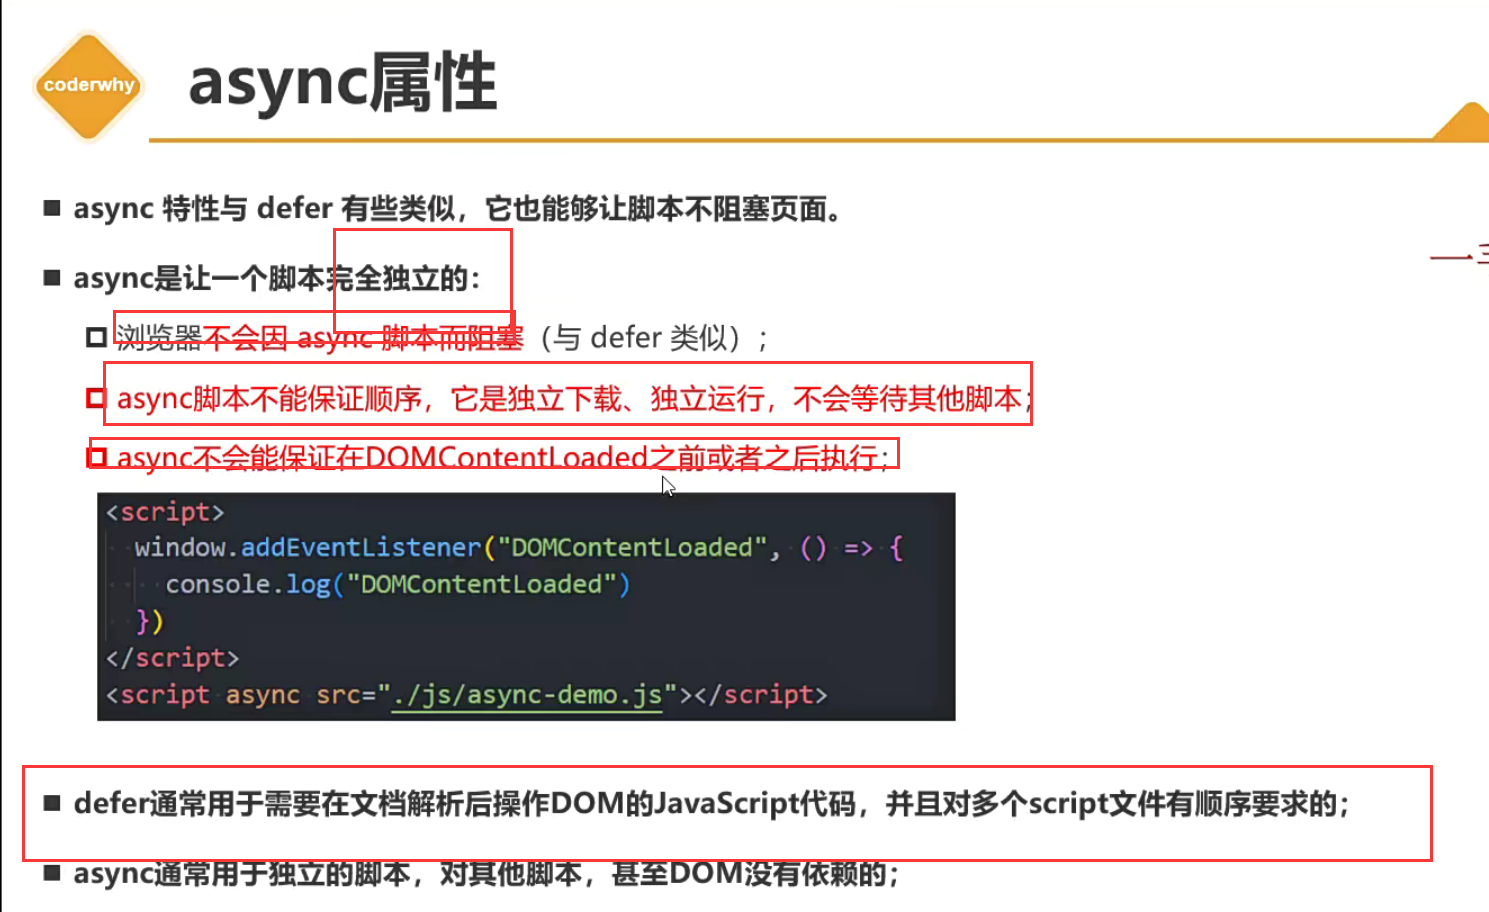 coderwhy
async属性
async 特性与 defer 有些类似，它也能够让脚本不阻塞页面。
async是让一个脚本完全独立的：
浏览器不会因 async 脚本而阻塞（与 defer 类似）；
async脚本不能保证顺序，它是独立下载、独立运行，不会等待其他脚本；
async不会能保证在DOMContentLoaded之前或者之后执行；
<script>
window.addEventListener("DOMContentLoaded", () => {
console.log("DOMContentLoaded")
})
</script>
<script async src="./js/async-demo.js"></script>
defer通常用于需要在文档解析后操作DOM的JavaScript代码，并且对多个script文件有顺序要求的；
async通常用于独立的脚本，对其他脚本，甚至DOM没有依赖的；